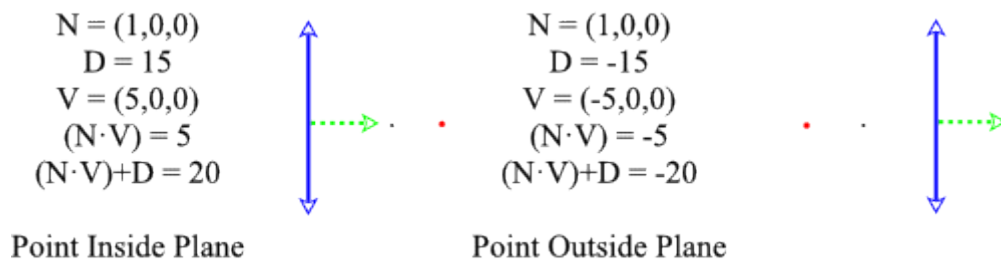 N = (1,0,0)
D = 15
V = (5,0,0)
(N·V) = 5
(N·V)+D = 20
Point Inside Plane
N = (1,0,0)
D = -15
V = (-5,0,0)
(N·V) = -5
(N·V)+D = -20
Point Outside Plane